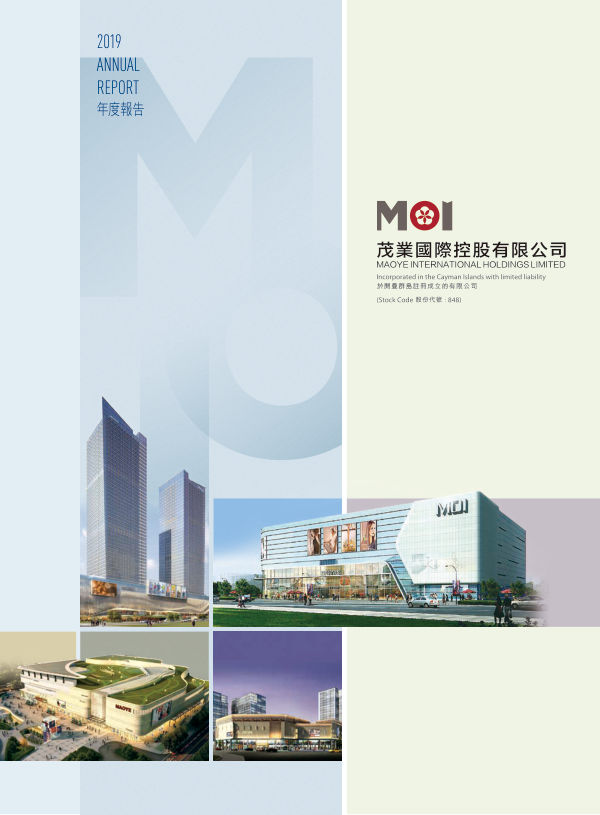 2019
ANNUAL
REPORT
年度報告
MOI
茂業國際控股有限公司
MAOYE INTERNATIONAL HOLDINGS LIMITED
Incorporated in the Cayman Islands with limited liability
於開曼群島註冊成立的有限公司
(Stock Code 股份代號 : 848)
MOI
MAOYE